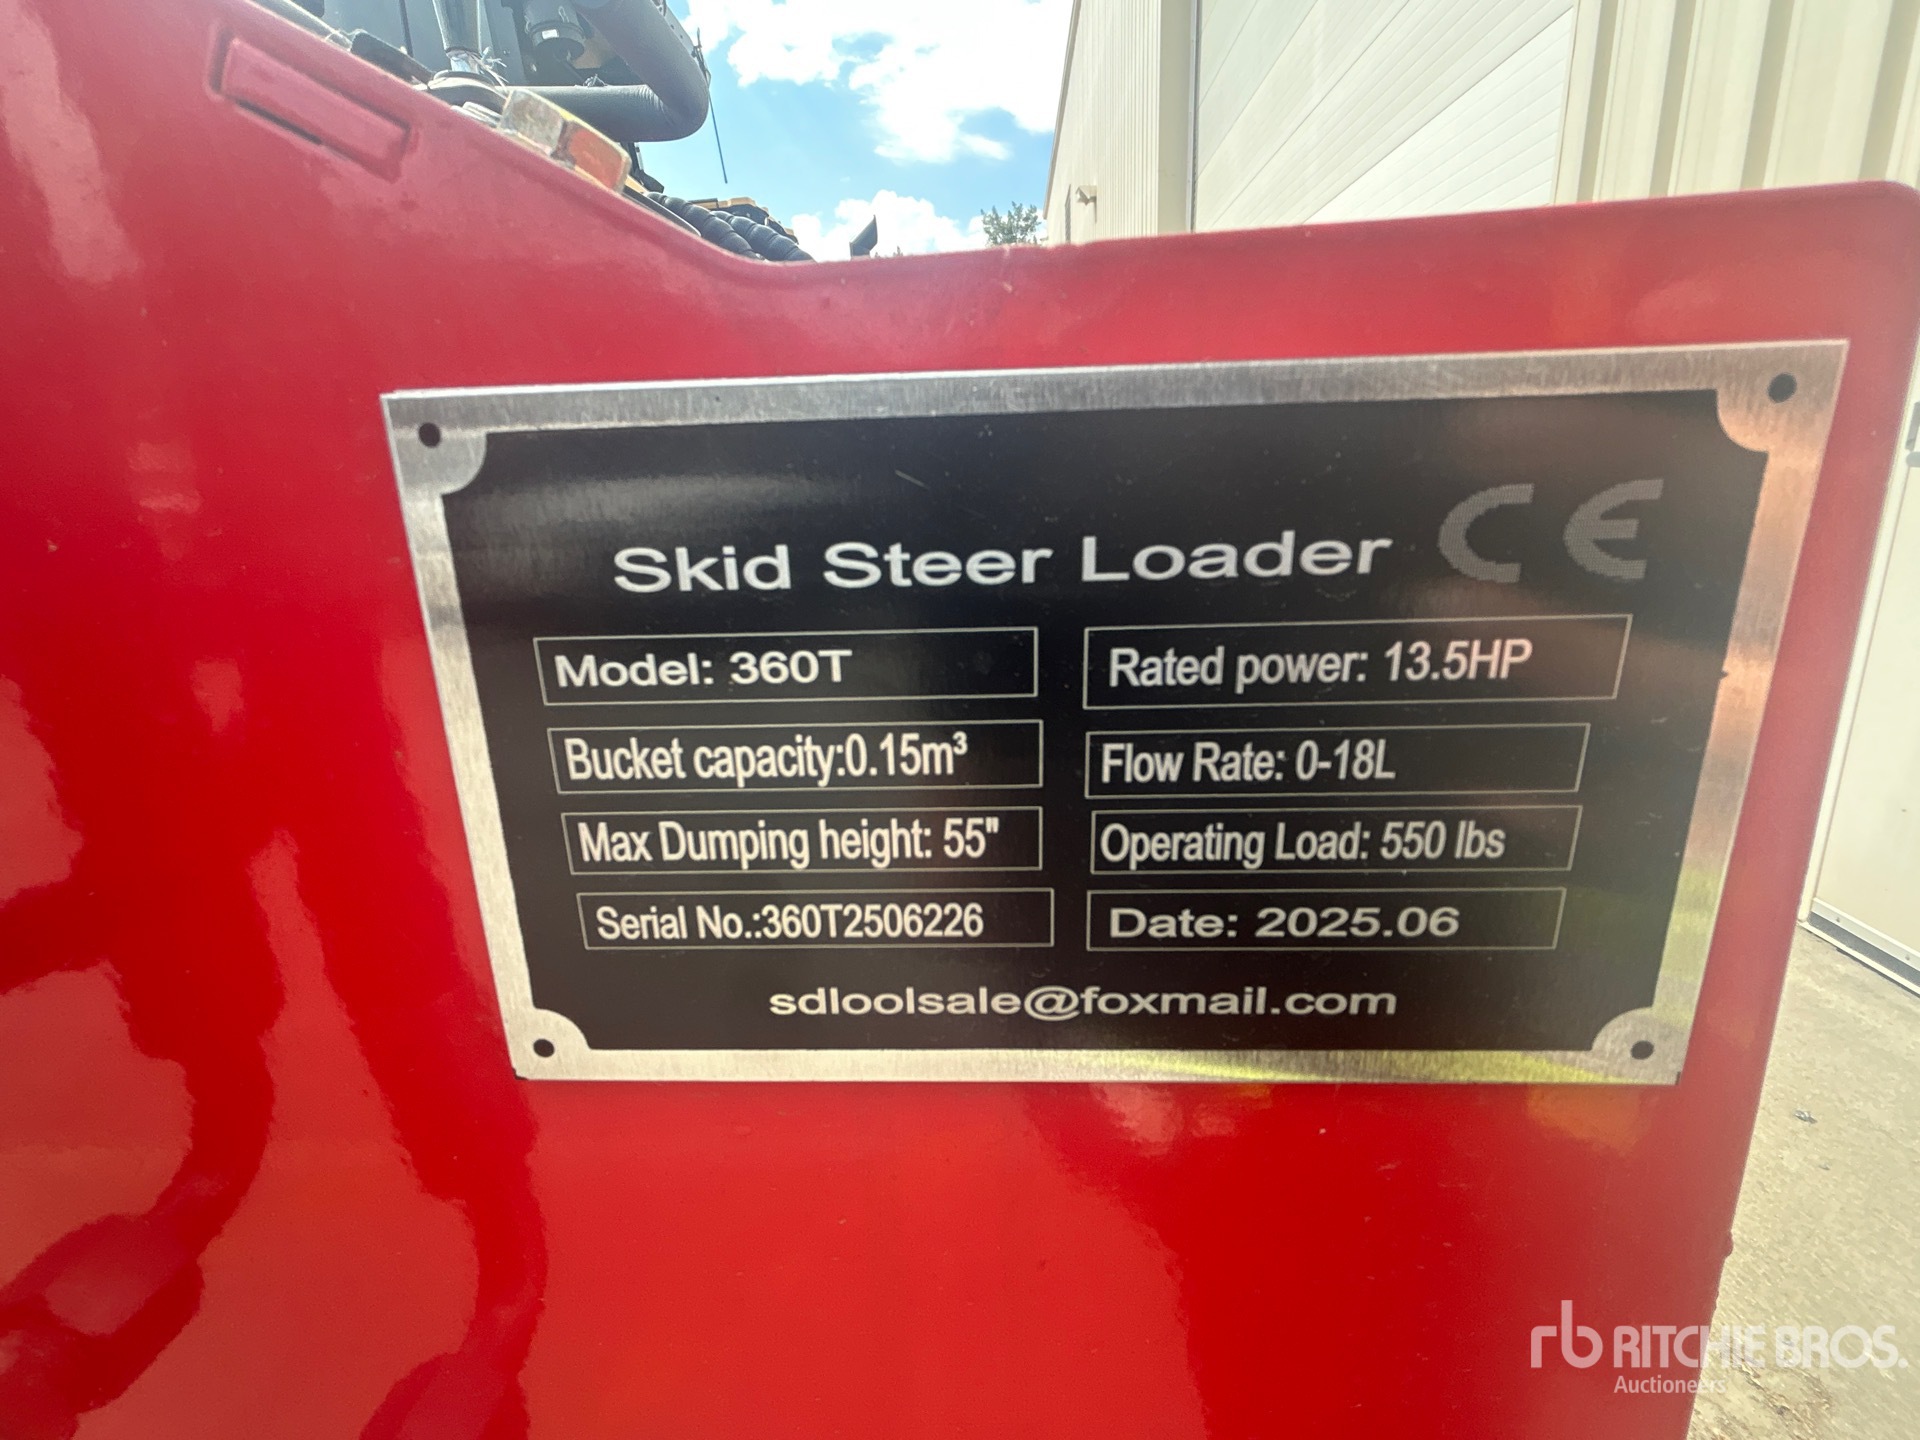 Skid Steer Loader CE
Model: 360T
Rated power: 13.5HP
Bucket capacity:0.15m³
Flow Rate: 0-18L
Max Dumping height: 55"
Operating Load: 550 lbs
Serial No.:360T2506226
Date: 2025.06
sdloolsale@foxmail.com
rb RITCHIE BROS.
Auctioneers